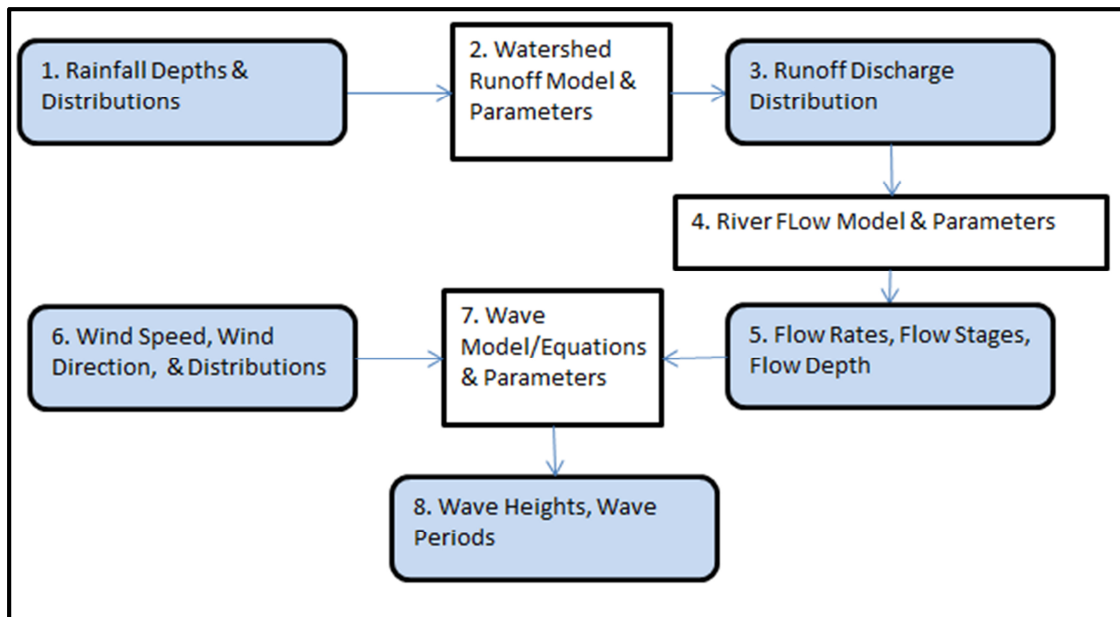 1. Rainfall Depths &
Distributions
2. Watershed
Runoff Model &
Parameters
3. Runoff Discharge
Distribution
4. River FLow Model & Parameters
5. Flow Rates, Flow Stages,
Flow Depth
6. Wind Speed, Wind
Direction, & Distributions
7. Wave
Model/Equations
& Parameters
8. Wave Heights, Wave
Periods